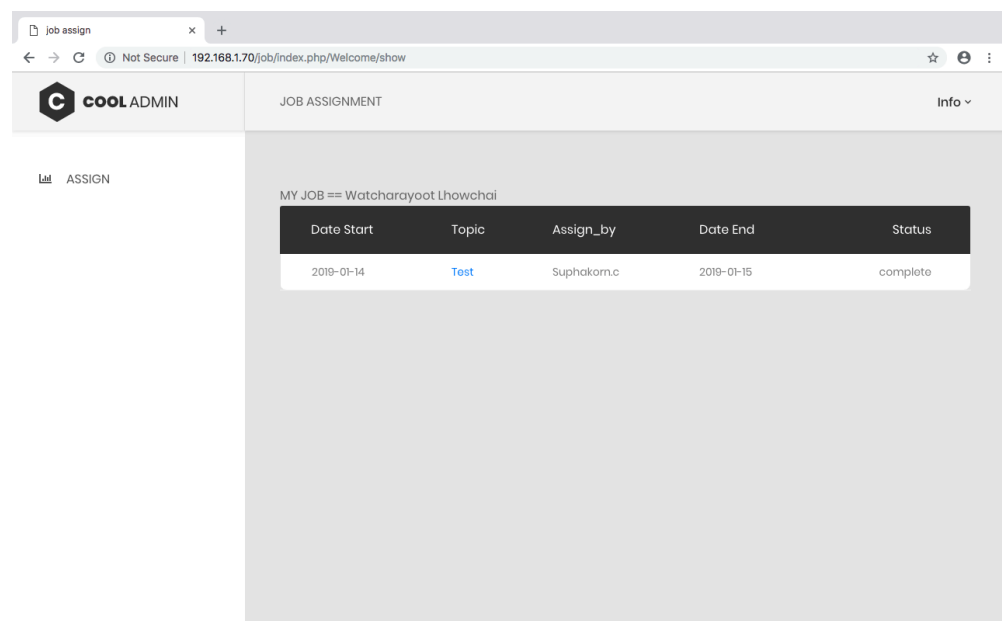 job assign
Not Secure 192.168.1.70/job/index.php/Welcome/show
C COOL ADMIN
JOB ASSIGNMENT
Info
ASSIGN
MY JOB == Watcharayoot Lhowchai
Date Start Topic Assign_by Date End Status
2019-01-14 Test Suphakorn.c 2019-01-15 complete